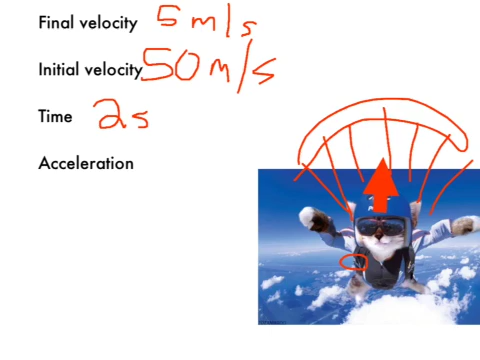 Final velocity 5 m/s
Initial velocity 50 m/s
Time 2s
Acceleration